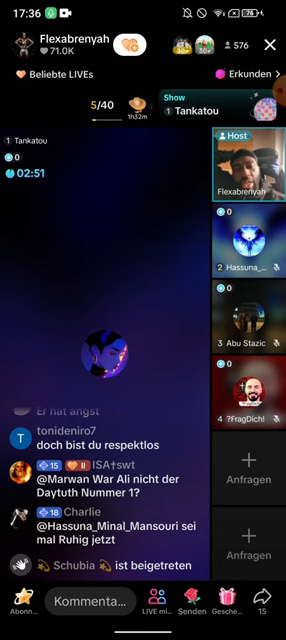 17:36
76
Flexabrenyah
71.0K
576
Beliebte LIVEs
Erkunden
5/40
1h32m
Show
1 Tankatou
1 Tankatou
0
02:51
Host
Flexabrenyah
0
2 Hassuna_...
0
3 Abu Stazic
0
4 ?FragDich!
Anfragen
Anfragen
Er hat angst
tonideniro7
doch bist du respektlos
15 II ISA†swt
@Marwan War Ali nicht der
Daytuth Nummer 1?
18 Charlie
@Hassuna_Minal_Mansouri sei
mal Ruhig jetzt
Schubia ist beigetreten
Abonn...
Kommenta...
LIVE mi...
Senden
Gesche...
15